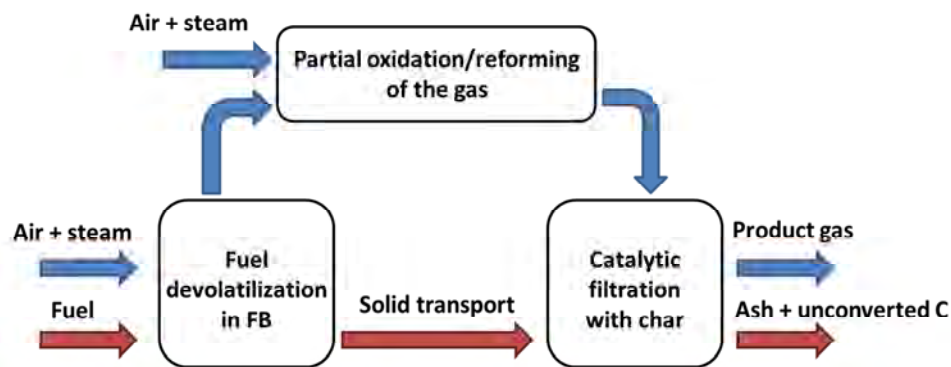 Air + steam
Partial oxidation/reforming
of the gas
Air + steam
Fuel
Fuel
devolatilization
in FB
Solid transport
Catalytic
filtration
with char
Product gas
Ash + unconverted C